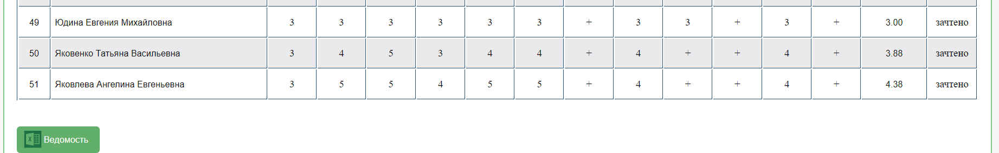 49 Юдина Евгения Михайловна 3 3 3 3 3 3 + 3 3 + 3 + 3.00 зачтено
50 Яковенко Татьяна Васильевна 3 4 5 3 4 4 + 4 + + 4 + 3.88 зачтено
51 Яковлева Ангелина Евгеньевна 3 5 5 4 5 5 + 4 + + 4 + 4.38 зачтено
Ведомость